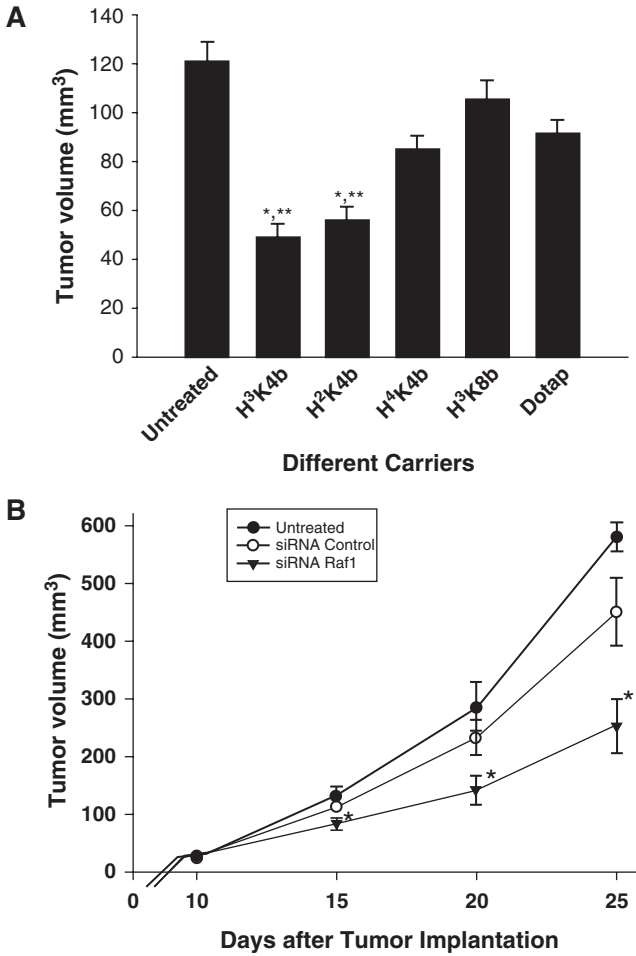 A
Tumor volume (mm³)
140
120
100
80
60
40
20
0
*,**
*,**
Untreated
H³K4b
H²K4b
H⁴K4b
H³K8b
Dotap
Different Carriers
B
Tumor volume (mm³)
600
500
400
300
200
100
0
Untreated
siRNA Control
siRNA Raf1
*
*
*
0
10
15
20
25
Days after Tumor Implantation